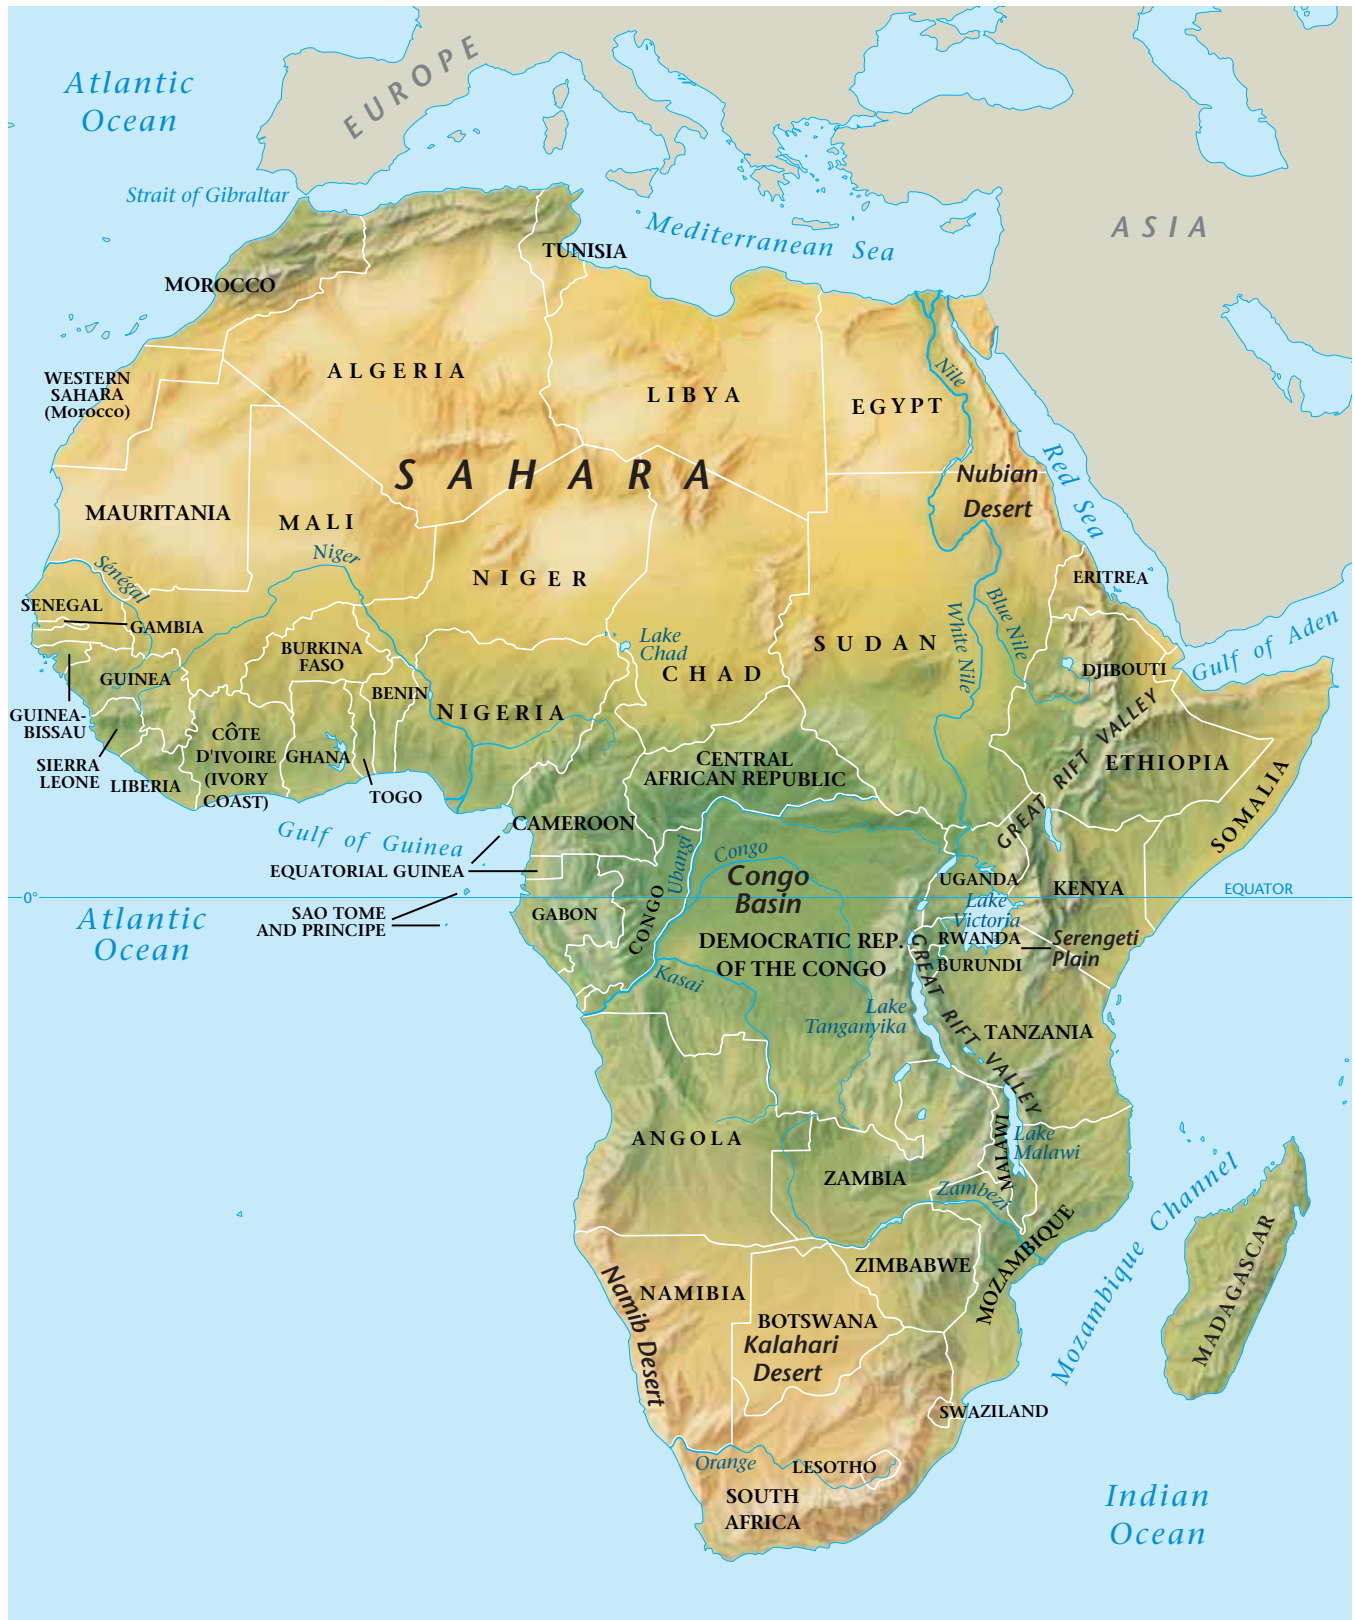 EUROPE
Atlantic
Ocean
Strait of Gibraltar
ASIA
Mediterranean Sea
TUNISIA
MOROCCO
ALGERIA
LIBYA
EGYPT
Nile
WESTERN
SAHARA
(Morocco)
SAHARA
Nubian
Desert
Red Sea
MAURITANIA
MALI
Niger
NIGER
Sénégal
ERITREA
SENEGAL
GAMBIA
Lake
Chad
CHAD
SUDAN
White Nile
Blue Nile
Gulf of Aden
BURKINA
FASO
DJIBOUTI
GUINEA
BENIN
NIGERIA
GUINEA-
BISSAU
SIERRA
LEONE
LIBERIA
CÔTE
D'IVOIRE
(IVORY
COAST)
GHANA
TOGO
CENTRAL
AFRICAN REPUBLIC
GREAT RIFT VALLEY
ETHIOPIA
SOMALIA
Gulf of Guinea
CAMEROON
EQUATORIAL GUINEA
Ubangi
Congo
Congo
Basin
UGANDA
KENYA
EQUATOR
0°
Atlantic
Ocean
SAO TOME
AND PRINCIPE
GABON
CONGO
Lake
Victoria
DEMOCRATIC REP.
OF THE CONGO
RWANDA
BURUNDI
Serengeti
Plain
Kasai
GREAT RIFT VALLEY
Lake
Tanganyika
TANZANIA
ANGOLA
MALAWI
Lake
Malawi
ZAMBIA
Zambezi
Mozambique Channel
MADAGASCAR
ZIMBABWE
MOZAMBIQUE
Namib Desert
NAMIBIA
BOTSWANA
Kalahari
Desert
SWAZILAND
Orange
LESOTHO
SOUTH
AFRICA
Indian
Ocean